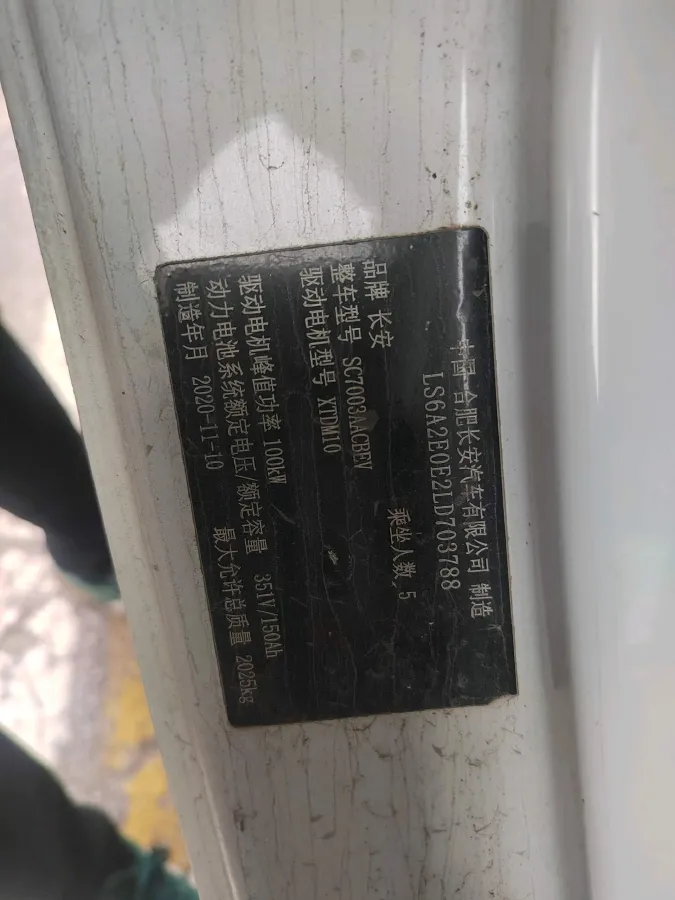 中国 合肥长安汽车有限公司 制造
LS6A2E0E2LD703788
品牌 长安 乘坐人数 5
整车型号 SC7003AACBEV
驱动电机型号 XTDM10
驱动电机峰值功率 100kW
动力电池系统额定电压/额定容量 351V/150Ah
制造年月 2020-11-10 最大允许总质量 2025kg